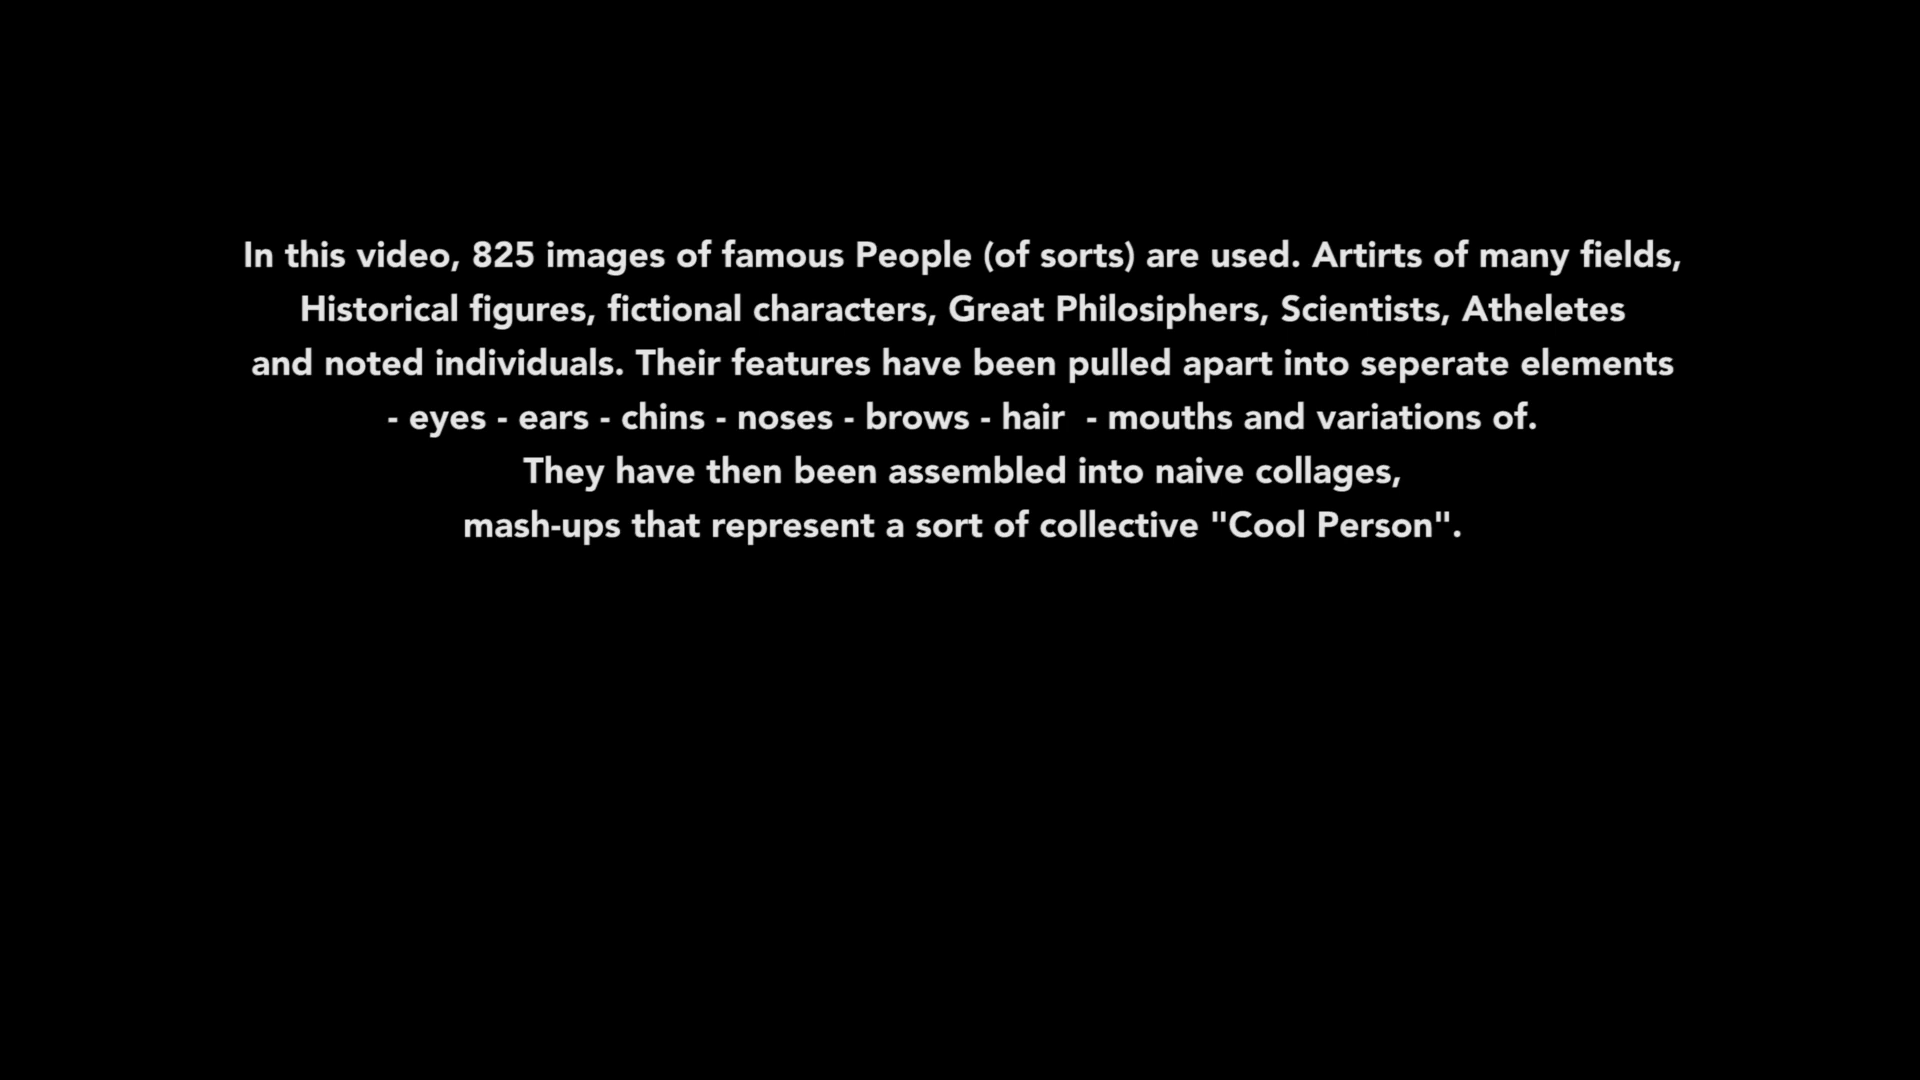 In this video, 825 images of famous People (of sorts) are used. Artirts of many fields,
Historical figures, fictional characters, Great Philosiphers, Scientists, Atheletes
and noted individuals. Their features have been pulled apart into seperate elements
- eyes - ears - chins - noses - brows - hair  - mouths and variations of.
They have then been assembled into naive collages,
mash-ups that represent a sort of collective "Cool Person".